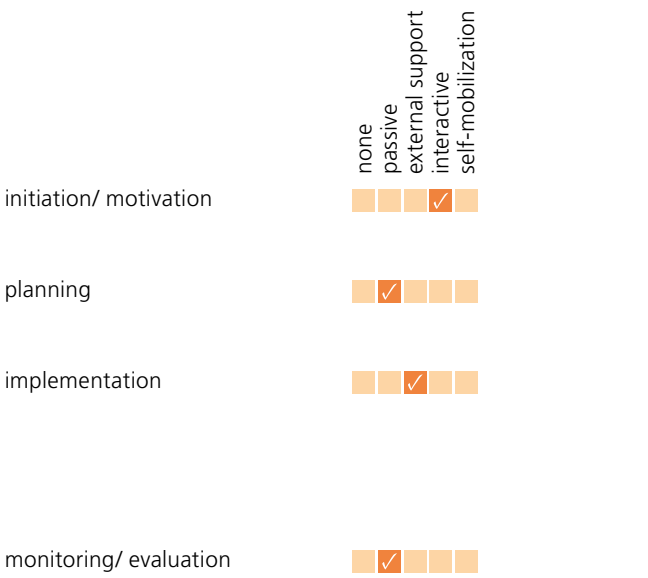 none
passive
external support
interactive
self-mobilization
initiation/ motivation
✓
planning
✓
implementation
✓
monitoring/ evaluation
✓